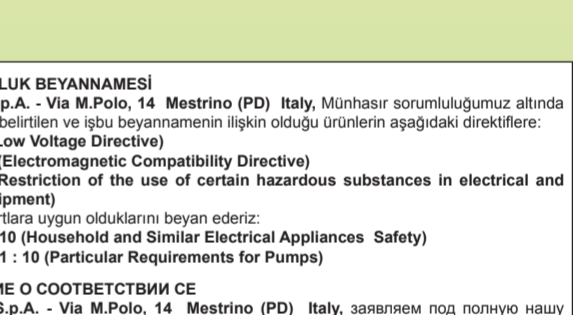 LUK BEYANNAMESİ
p.A. - Via M.Polo, 14 Mestrino (PD) Italy, Münhasır sorumluluğumuz altında
belirtilen ve işbu beyannamenin ilişkin olduğu ürünlerin aşağıdaki direktiflere:
Low Voltage Directive)
(Electromagnetic Compatibility Directive)
Restriction of the use of certain hazardous substances in electrical and
ipment)
rtlara uygun olduklarını beyan ederiz:
10 (Household and Similar Electrical Appliances Safety)
1 : 10 (Particular Requirements for Pumps)
ИЕ О СООТВЕТСТВИИ CE
S.p.A. - Via M.Polo, 14 Mestrino (PD) Italy, заявляем под полную нашу